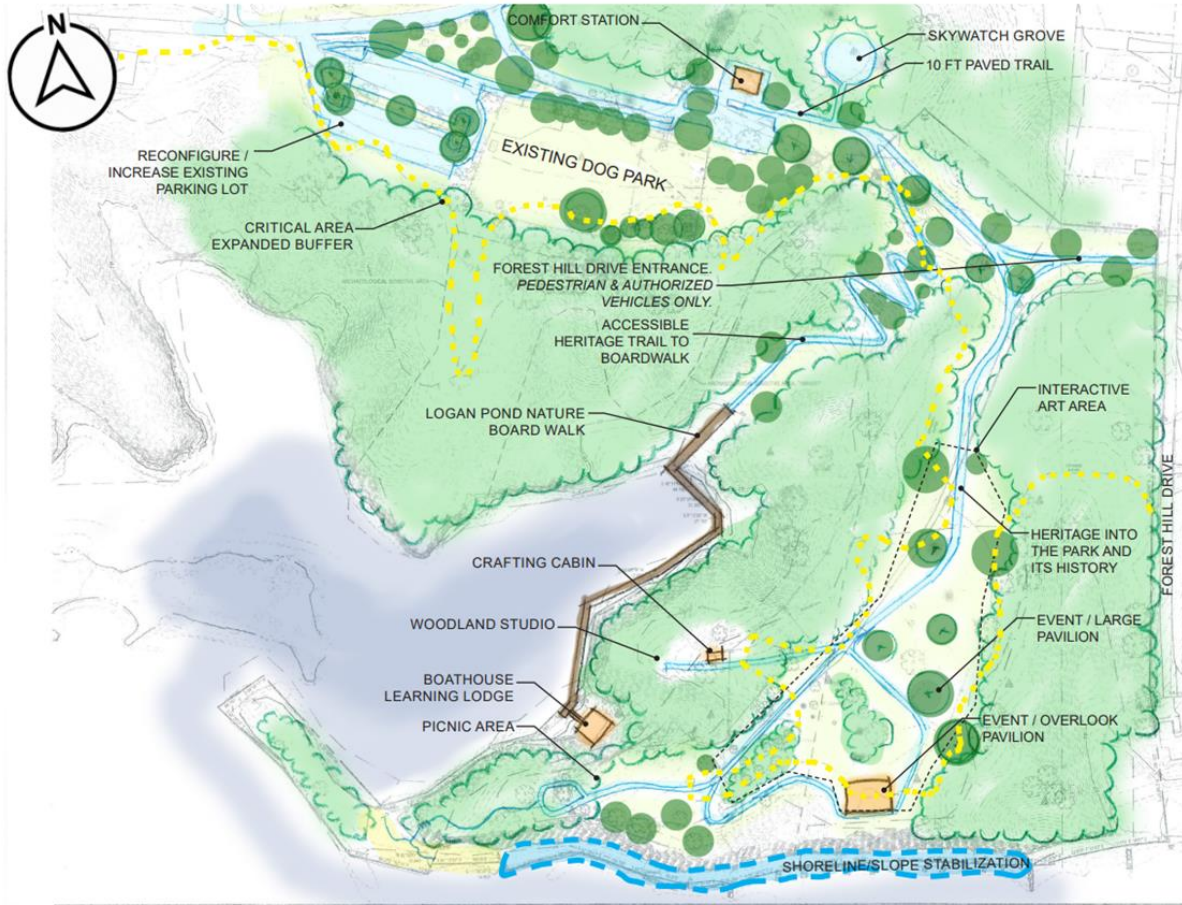 N
COMFORT STATION
SKYWATCH GROVE
10 FT PAVED TRAIL
RECONFIGURE /
INCREASE EXISTING
PARKING LOT
EXISTING DOG PARK
CRITICAL AREA
EXPANDED BUFFER
FOREST HILL DRIVE ENTRANCE.
PEDESTRIAN & AUTHORIZED
VEHICLES ONLY.
ACCESSIBLE
HERITAGE TRAIL TO
BOARDWALK
INTERACTIVE
ART AREA
LOGAN POND NATURE
BOARD WALK
FOREST HILL DRIVE
HERITAGE INTO
THE PARK AND
ITS HISTORY
CRAFTING CABIN
WOODLAND STUDIO
EVENT / LARGE
PAVILION
BOATHOUSE
LEARNING LODGE
PICNIC AREA
EVENT / OVERLOOK
PAVILION
SHORELINE/SLOPE STABILIZATION